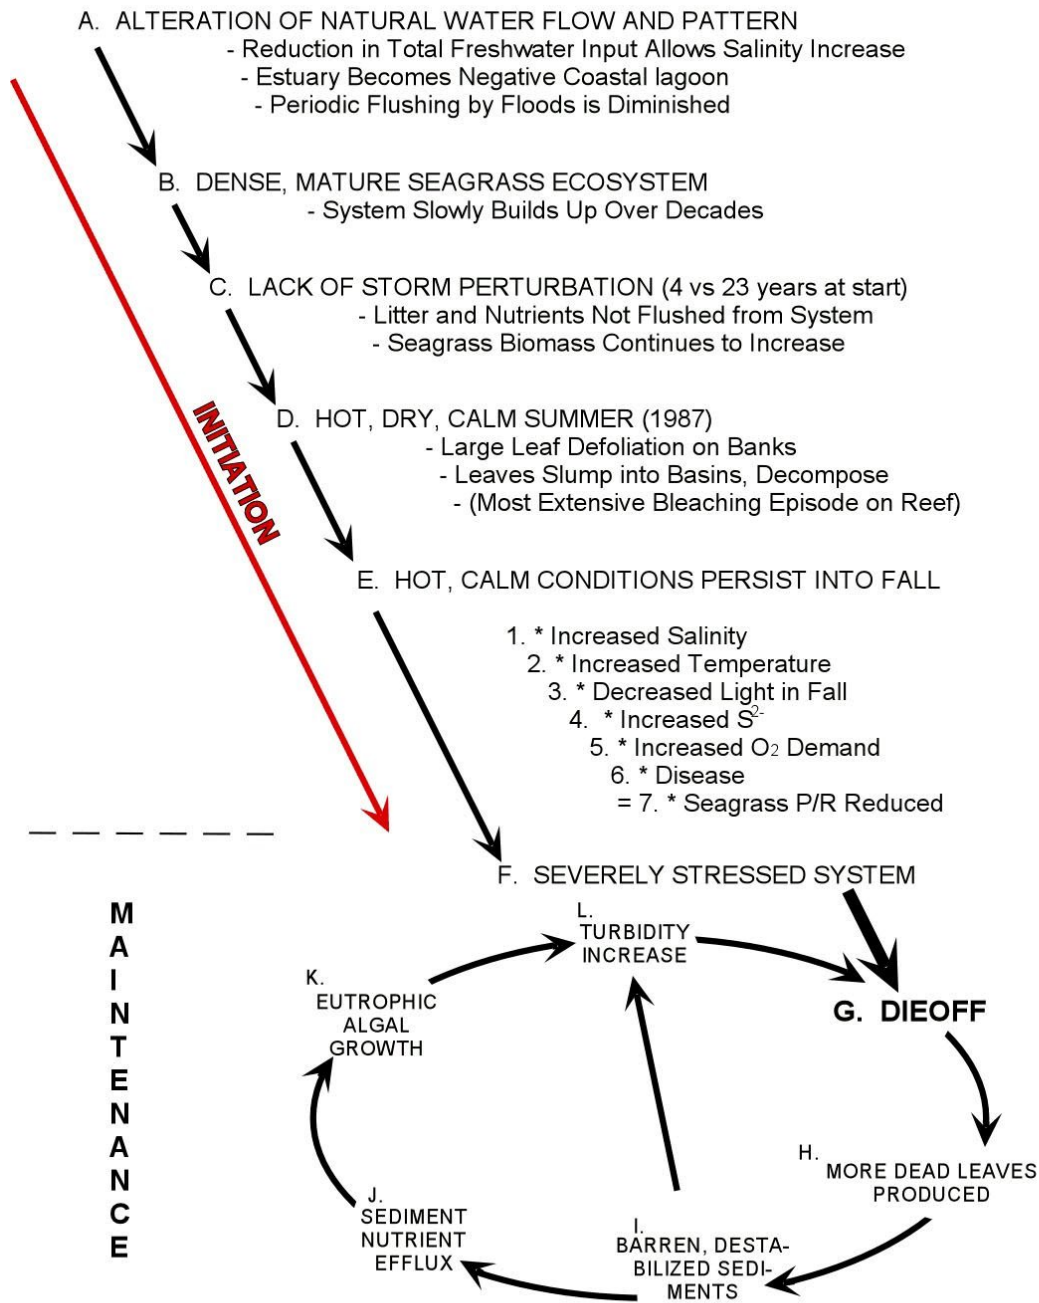 A. ALTERATION OF NATURAL WATER FLOW AND PATTERN
- Reduction in Total Freshwater Input Allows Salinity Increase
- Estuary Becomes Negative Coastal lagoon
- Periodic Flushing by Floods is Diminished
B. DENSE, MATURE SEAGRASS ECOSYSTEM
- System Slowly Builds Up Over Decades
C. LACK OF STORM PERTURBATION (4 vs 23 years at start)
- Litter and Nutrients Not Flushed from System
- Seagrass Biomass Continues to Increase
INITIATION
D. HOT, DRY, CALM SUMMER (1987)
- Large Leaf Defoliation on Banks
- Leaves Slump into Basins, Decompose
- (Most Extensive Bleaching Episode on Reef)
E. HOT, CALM CONDITIONS PERSIST INTO FALL
1. * Increased Salinity
2. * Increased Temperature
3. * Decreased Light in Fall
4. * Increased S²⁻
5. * Increased O₂ Demand
6. * Disease
= 7. * Seagrass P/R Reduced
F. SEVERELY STRESSED SYSTEM
MAINTENANCE
L.
TURBIDITY
INCREASE
G. DIEOFF
K.
EUTROPHIC
ALGAL
GROWTH
H.
MORE DEAD LEAVES
PRODUCED
J.
SEDIMENT
NUTRIENT
EFFLUX
I.
BARREN, DESTA-
BILIZED SEDI-
MENTS